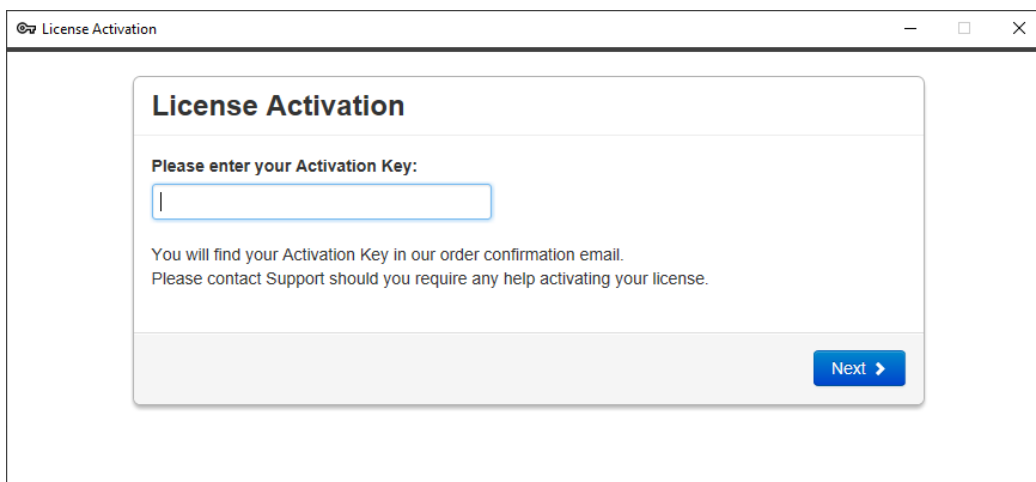 License Activation
License Activation
Please enter your Activation Key:
You will find your Activation Key in our order confirmation email.
Please contact Support should you require any help activating your license.
Next